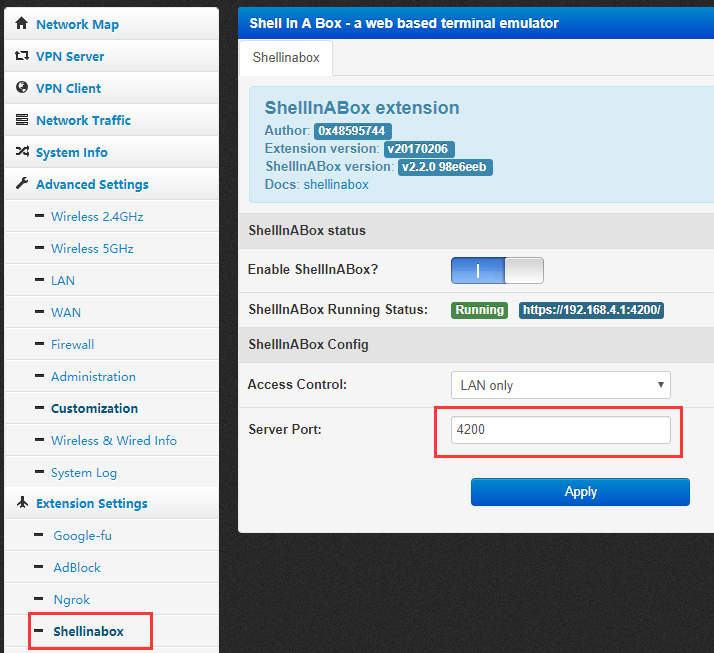 Network Map
VPN Server
VPN Client
Network Traffic
System Info
Advanced Settings
Wireless 2.4GHz
Wireless 5GHz
LAN
WAN
Firewall
Administration
Customization
Wireless & Wired Info
System Log
Extension Settings
Google-fu
AdBlock
Ngrok
Shellinabox
Shell In A Box - a web based terminal emulator
Shellinabox
ShellInABox extension
Author: 0x48595744
Extension version: v20170206
ShellInABox version: v2.2.0 98e6eeb
Docs: shellinabox
ShellInABox status
Enable ShellInABox?
ShellInABox Running Status: Running https://192.168.4.1:4200/
ShellInABox Config
Access Control: LAN only
Server Port: 4200
Apply